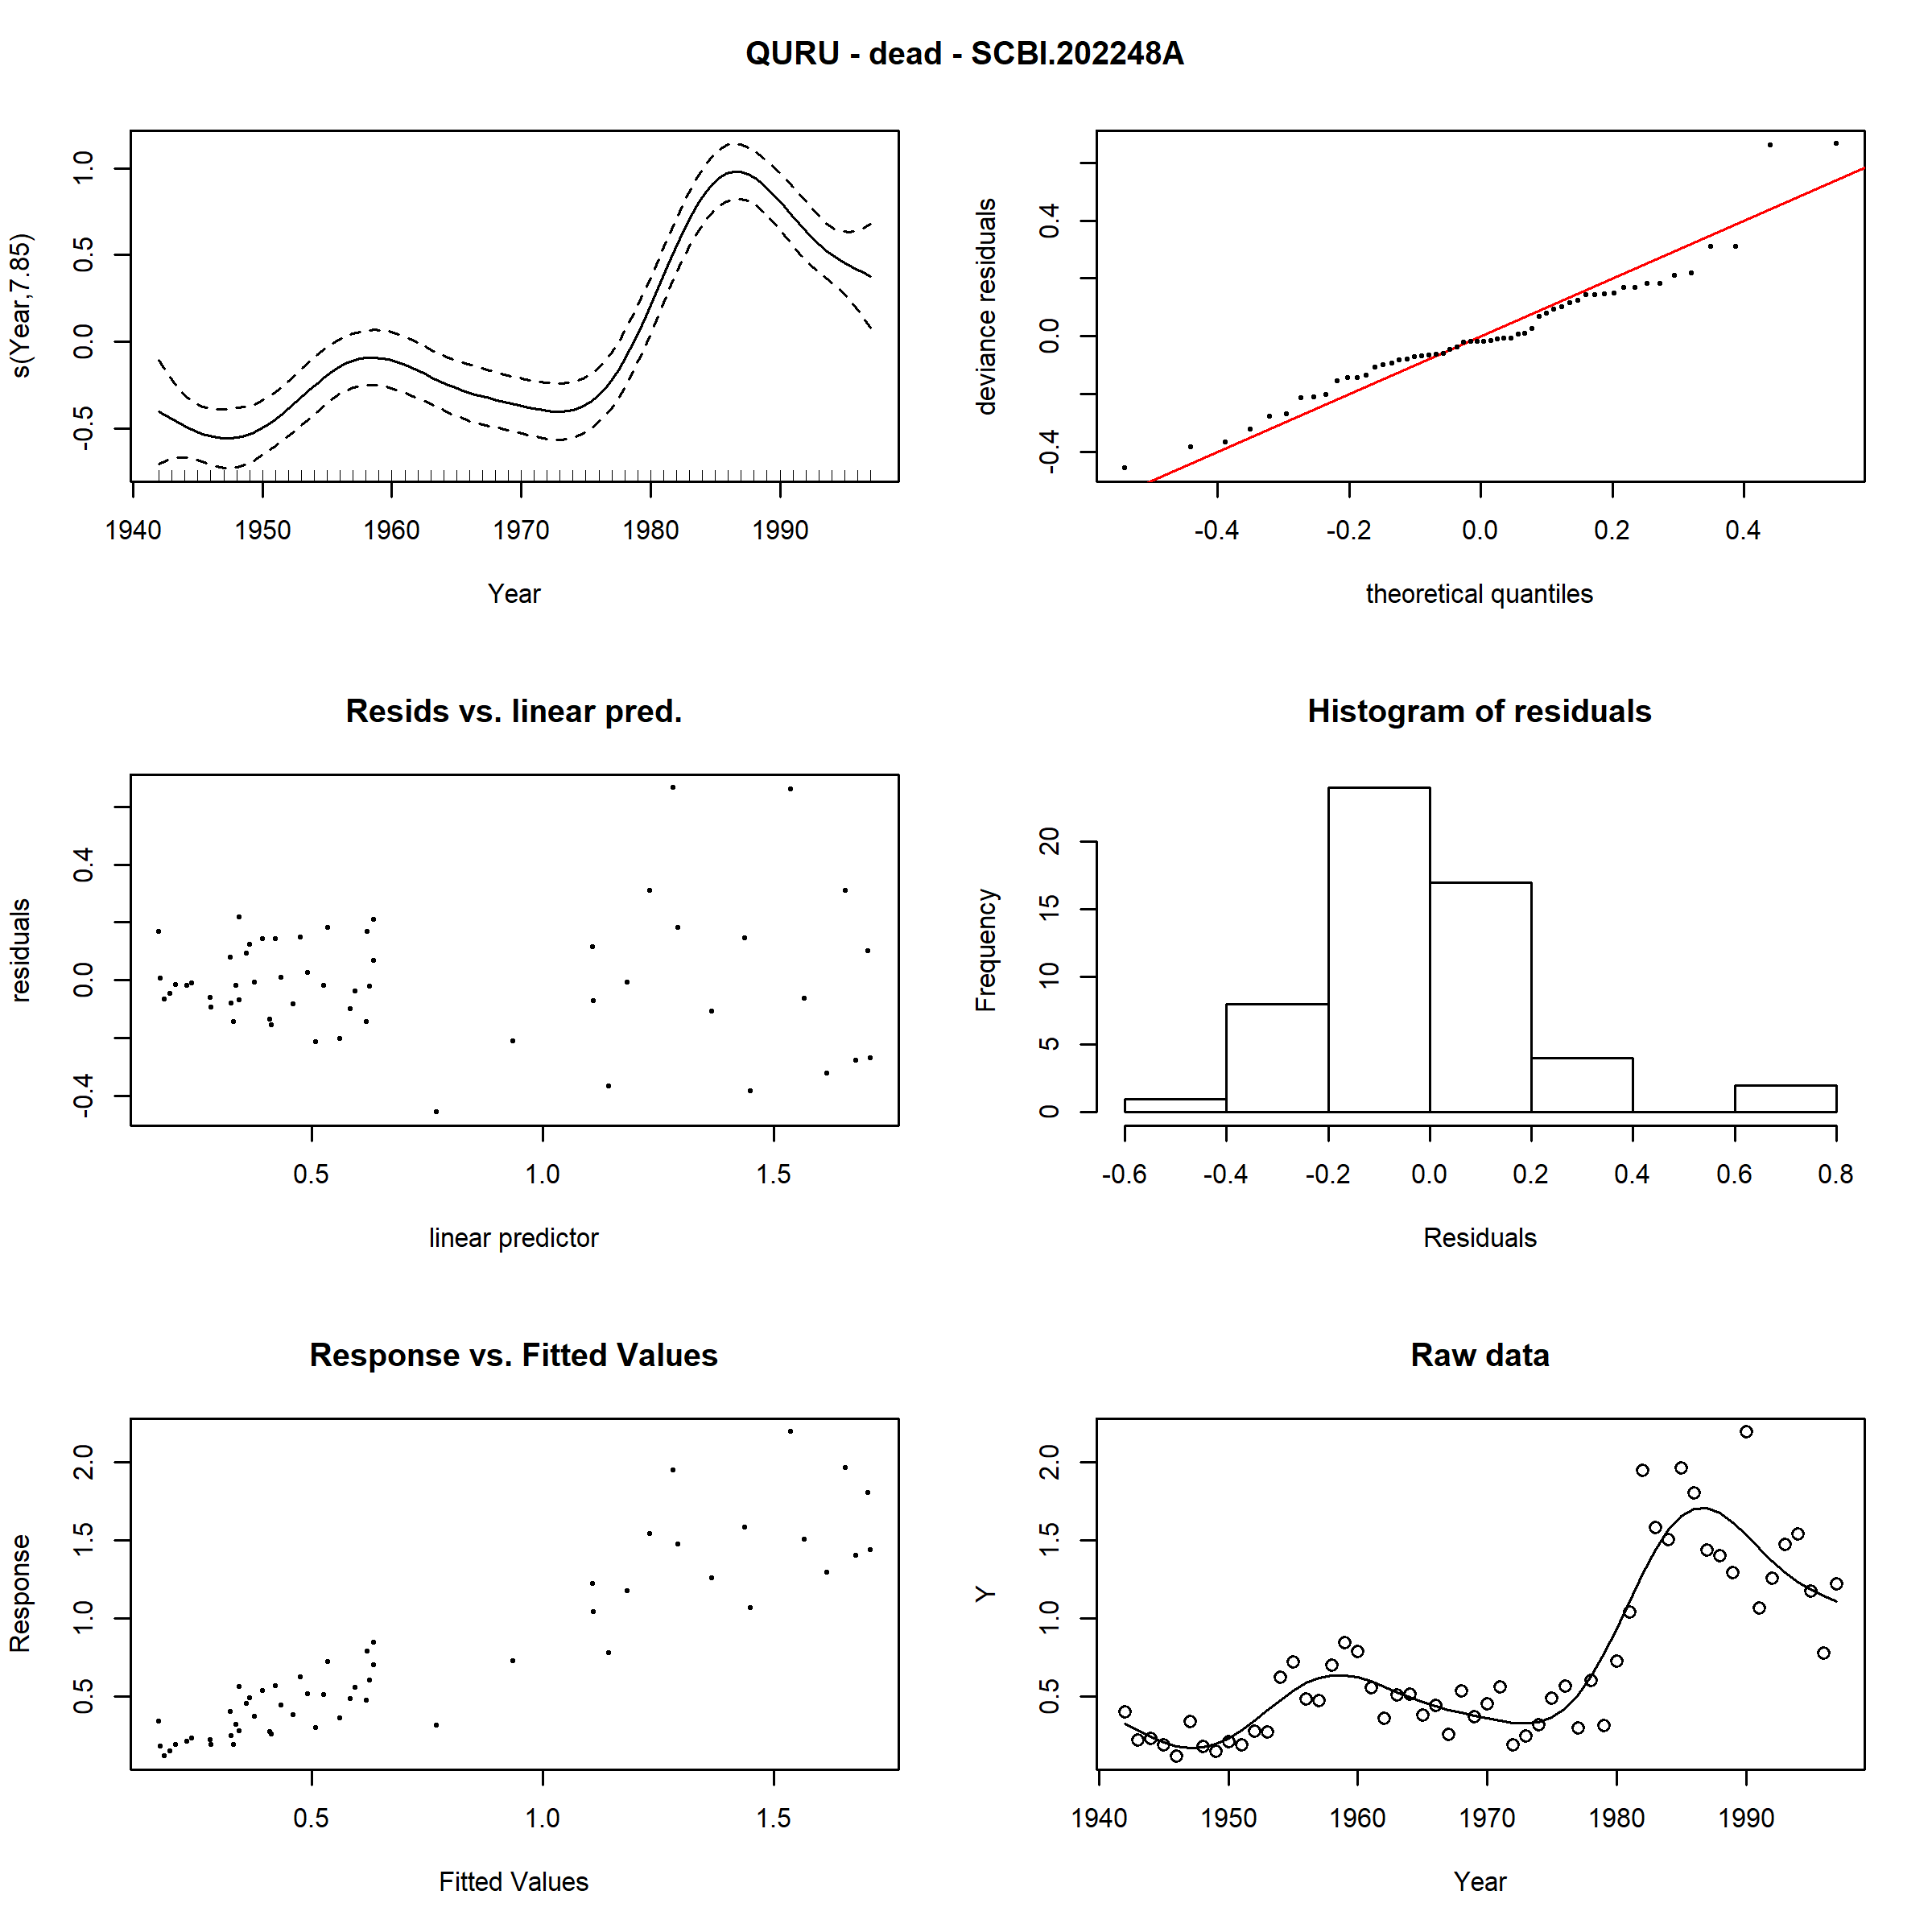 QURU - dead - SCBI.202248A
s(Year,7.85)
1.0
0.5
0.0
-0.5
1940 1950 1960 1970 1980 1990
Year
deviance residuals
0.4
0.0
-0.4
-0.4 -0.2 0.0 0.2 0.4
theoretical quantiles
Resids vs. linear pred.
residuals
0.4
0.0
-0.4
0.5 1.0 1.5
linear predictor
Histogram of residuals
Frequency
20
15
10
5
0
-0.6 -0.4 -0.2 0.0 0.2 0.4 0.6 0.8
Residuals
Response vs. Fitted Values
Response
2.0
1.5
1.0
0.5
0.5 1.0 1.5
Fitted Values
Raw data
Y
2.0
1.5
1.0
0.5
1940 1950 1960 1970 1980 1990
Year